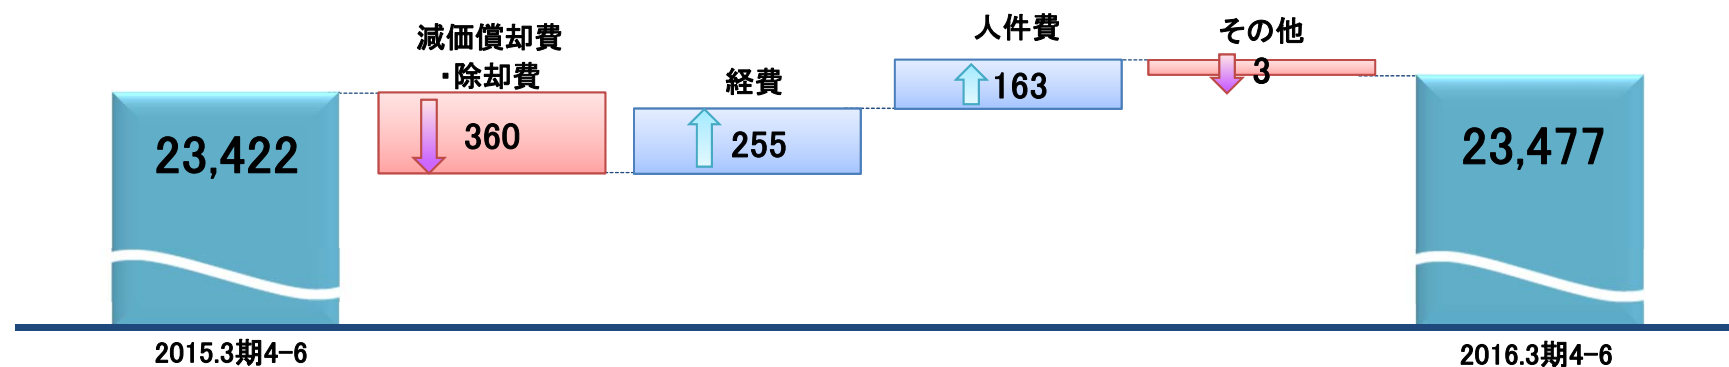 減価償却費
・除却費
経費
人件費
その他
23,422
360
255
163
3
23,477
2015.3期4-6
2016.3期4-6